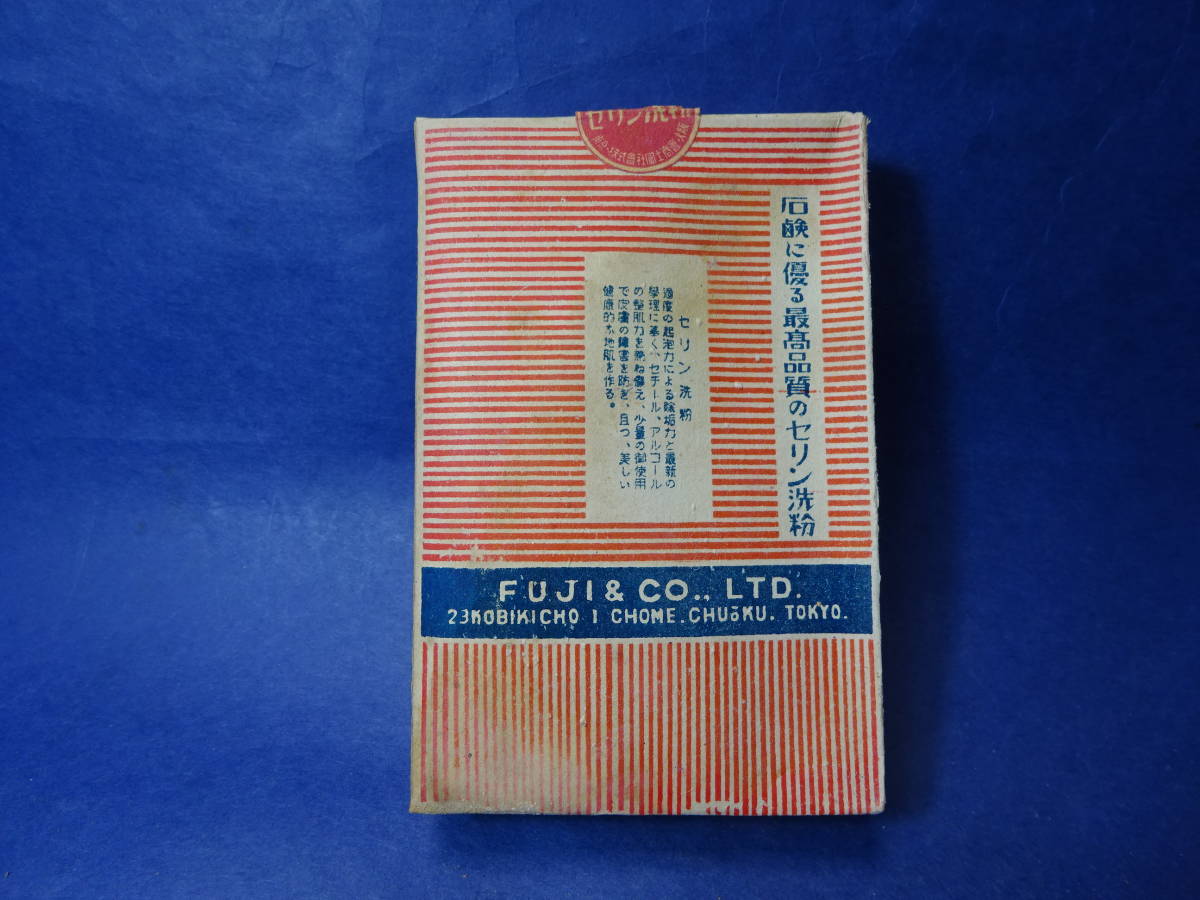 セリン洗粉
石鹸に優る最高品質のセリン洗粉
セリン洗粉
適度の起泡力による除垢力と最新の
學理に基くセチール、アルコール
の整肌力を兼ね備え、少量の御使用
で皮膚の障害を防ぎ、且つ、美しい
健康的な地肌を作る。
FUJI & CO., LTD.
23KOBIKICHO 1 CHOME. CHUōKU. TOKYO.